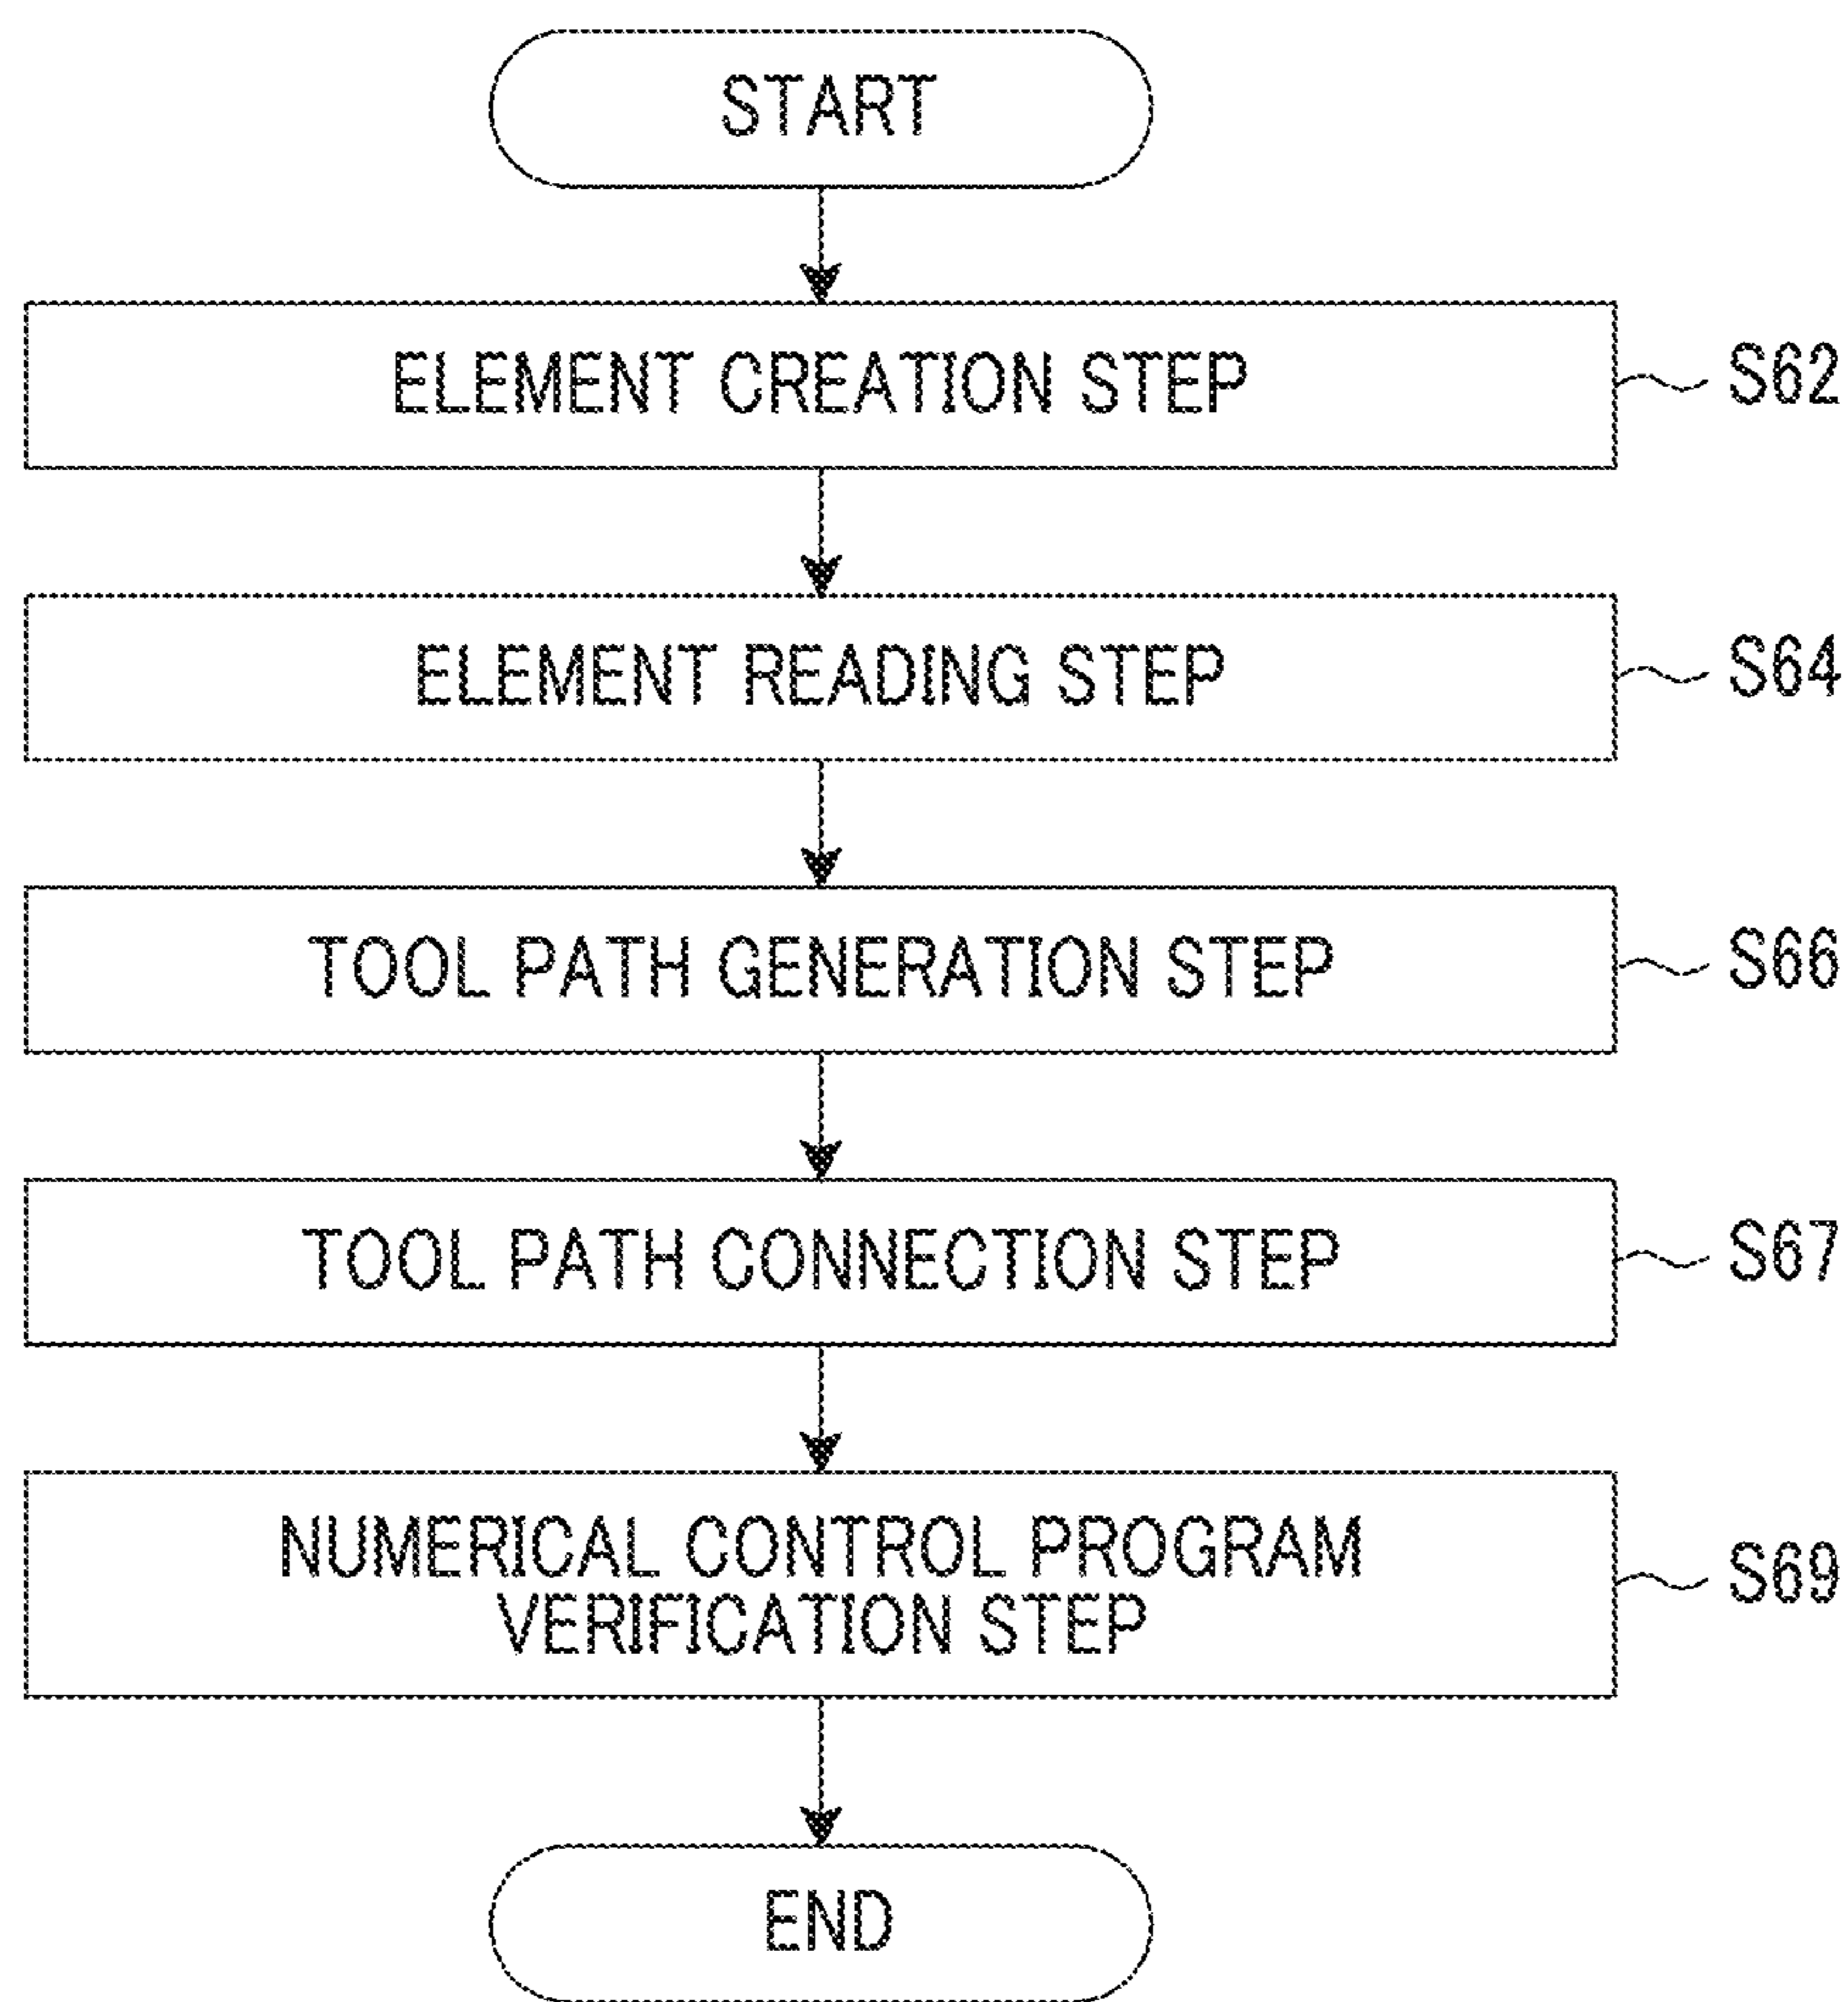 START
ELEMENT CREATION STEP
S62
ELEMENT READING STEP
S64
TOOL PATH GENERATION STEP
S66
TOOL PATH CONNECTION STEP
S67
NUMERICAL CONTROL PROGRAM
VERIFICATION STEP
S69
END